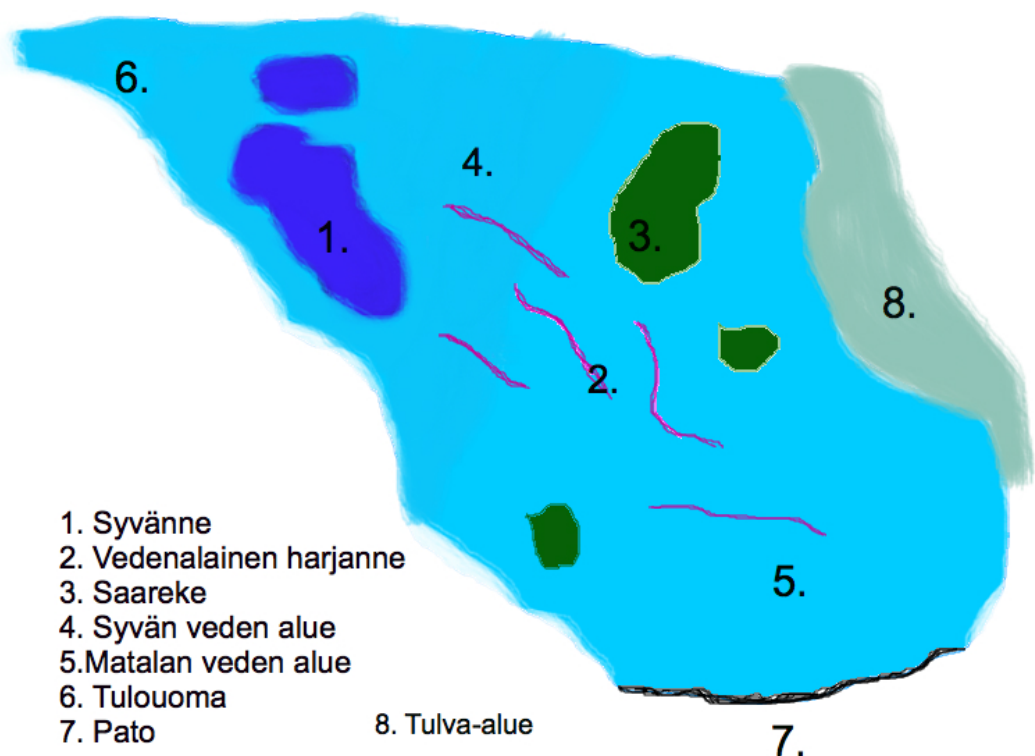 6.
4.
1.
3.
8.
2.
5.
1. Syvänne
2. Vedenalainen harjanne
3. Saareke
4. Syvän veden alue
5.Matalan veden alue
6. Tulouoma
7. Pato
8. Tulva-alue
7.